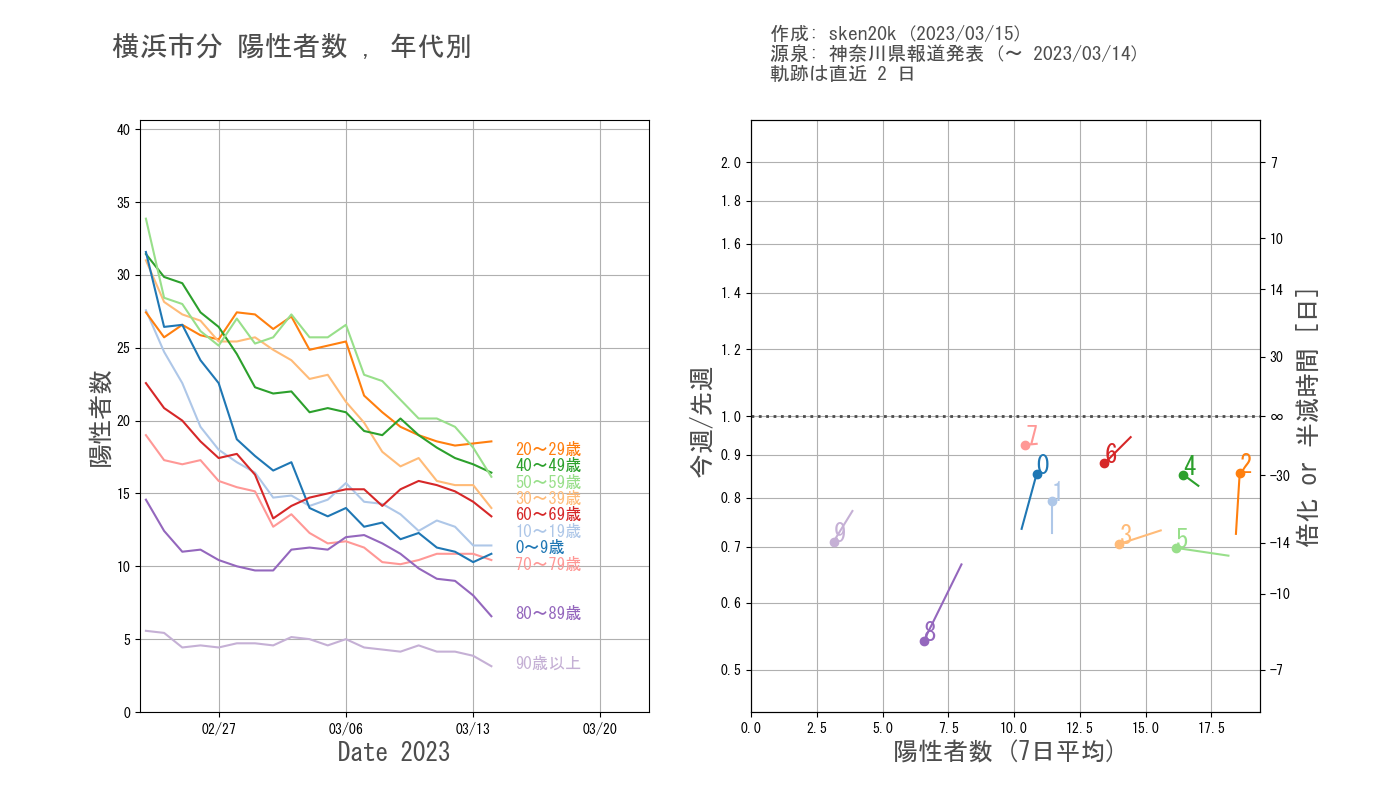 横浜市分 陽性者数 , 年代別
作成: sken20k (2023/03/15)
源泉: 神奈川県報道発表 (〜 2023/03/14)
軌跡は直近 2 日
陽性者数
40
35
30
25
20
15
10
5
0
02/27
03/06
03/13
03/20
Date 2023
20〜29歳
40〜49歳
50〜59歳
30〜39歳
60〜69歳
10〜19歳
0〜9歳
70〜79歳
80〜89歳
90歳以上
今週/先週
2.0
1.8
1.6
1.4
1.2
1.0
0.9
0.8
0.7
0.6
0.5
0.0
2.5
5.0
7.5
10.0
12.5
15.0
17.5
陽性者数 (7日平均)
7
6
0
4
2
1
9
3
5
8
7
10
14
30
∞
−30
−14
−10
−7
倍化 or 半減時間 [日]